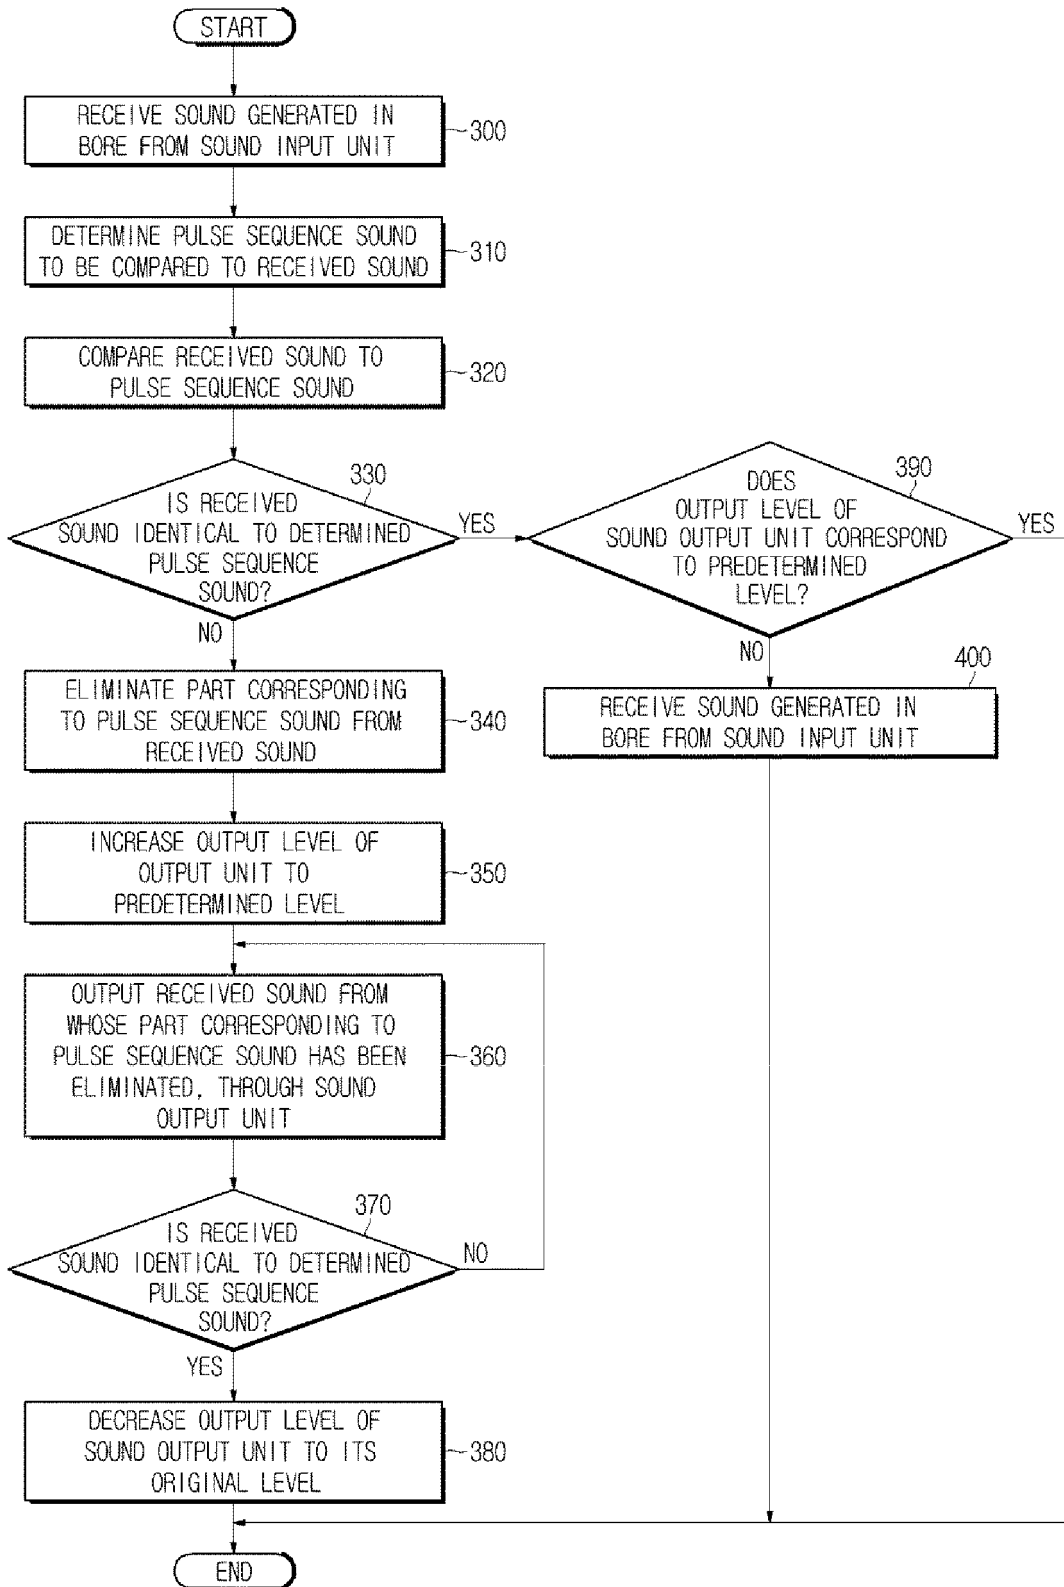 START
RECEIVE SOUND GENERATED IN
BORE FROM SOUND INPUT UNIT
300
DETERMINE PULSE SEQUENCE SOUND
TO BE COMPARED TO RECEIVED SOUND
310
COMPARE RECEIVED SOUND TO
PULSE SEQUENCE SOUND
320
330
IS RECEIVED
SOUND IDENTICAL TO DETERMINED
PULSE SEQUENCE
SOUND?
YES
NO
390
DOES
OUTPUT LEVEL OF
SOUND OUTPUT UNIT CORRESPOND
TO PREDETERMINED
LEVEL?
YES
NO
400
RECEIVE SOUND GENERATED IN
BORE FROM SOUND INPUT UNIT
ELIMINATE PART CORRESPONDING
TO PULSE SEQUENCE SOUND FROM
RECEIVED SOUND
340
INCREASE OUTPUT LEVEL OF
OUTPUT UNIT TO
PREDETERMINED LEVEL
350
OUTPUT RECEIVED SOUND FROM
WHOSE PART CORRESPONDING TO
PULSE SEQUENCE SOUND HAS BEEN
ELIMINATED, THROUGH SOUND
OUTPUT UNIT
360
370
IS RECEIVED
SOUND IDENTICAL TO DETERMINED
PULSE SEQUENCE
SOUND?
NO
YES
DECREASE OUTPUT LEVEL OF
SOUND OUTPUT UNIT TO ITS
ORIGINAL LEVEL
380
END